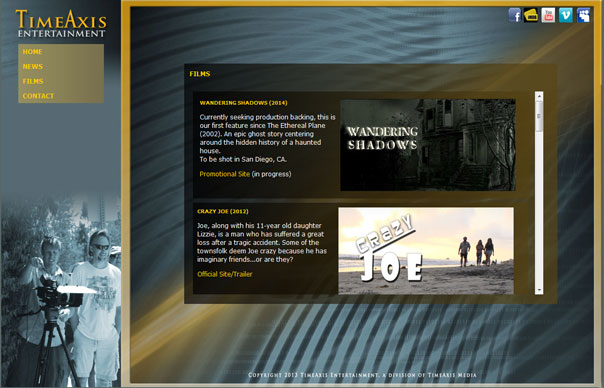 TimeAxis
ENTERTAINMENT
HOME
NEWS
FILMS
CONTACT
FILMS
WANDERING SHADOWS (2014)
Currently seeking production backing, this is
our first feature since The Ethereal Plane
(2002). An epic ghost story centering
around the hidden history of a haunted
house.
To be shot in San Diego, CA.
Promotional Site (in progress)
WANDERING
SHADOWS
CRAZY JOE (2012)
Joe, along with his 11-year old daughter
Lizzie, is a man who has suffered a great
loss after a tragic accident. Some of the
townsfolk deem Joe crazy because he has
imaginary friends...or are they?
Official Site/Trailer
CRAZY
JOE
Copyright 2013 TimeAxis Entertainment, a division of TimeAxis Media